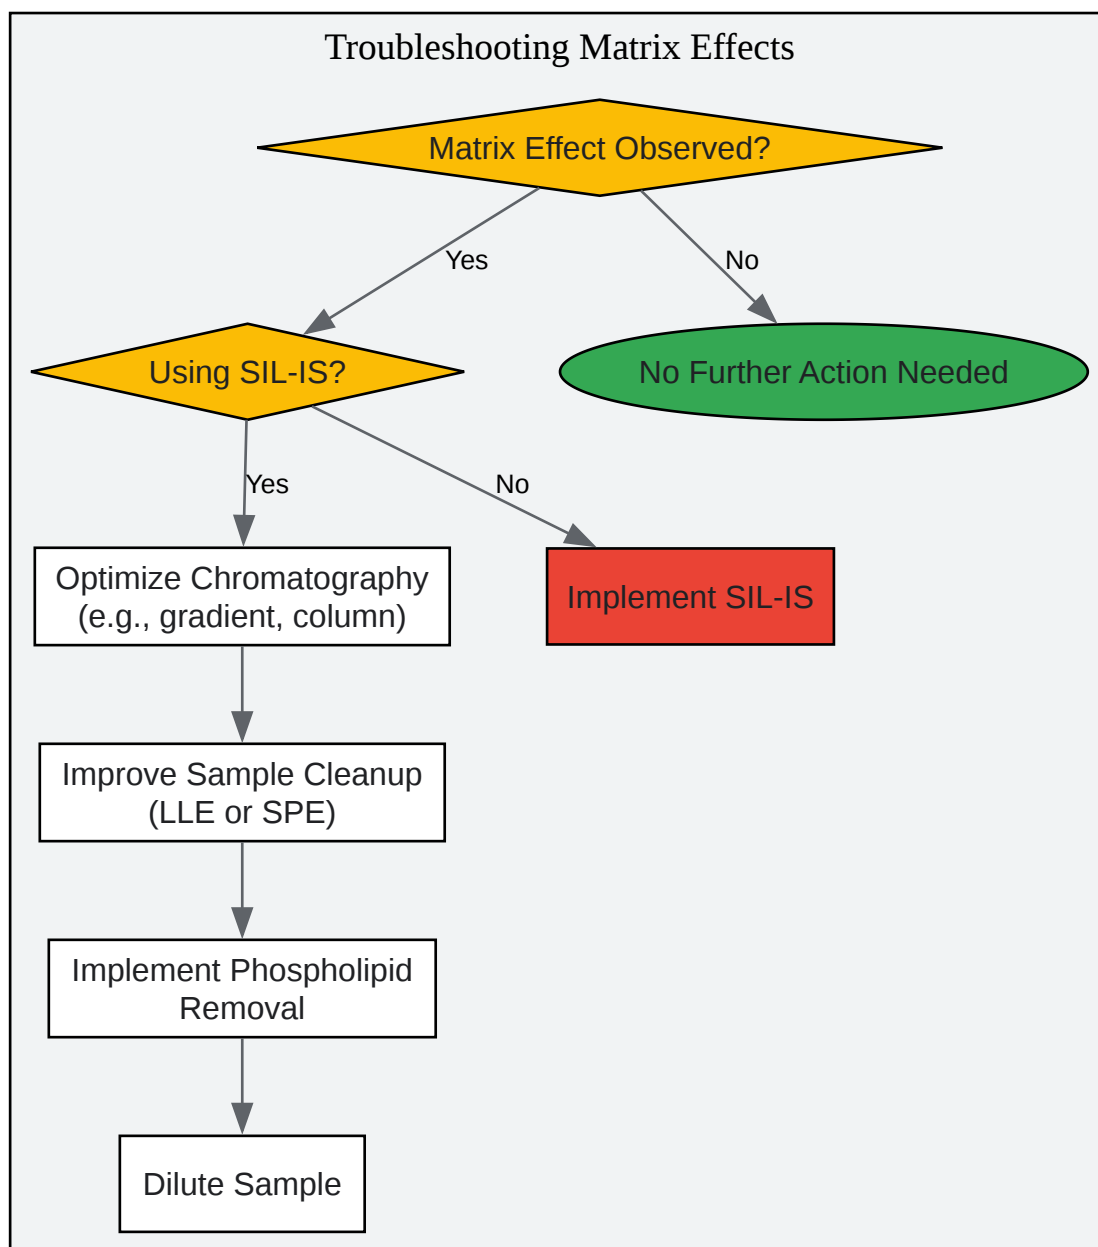 Troubleshooting Matrix Effects
Matrix Effect Observed?
Yes
No
Using SIL-IS?
No Further Action Needed
Yes
No
Optimize Chromatography
(e.g., gradient, column)
Implement SIL-IS
Improve Sample Cleanup
(LLE or SPE)
Implement Phospholipid
Removal
Dilute Sample